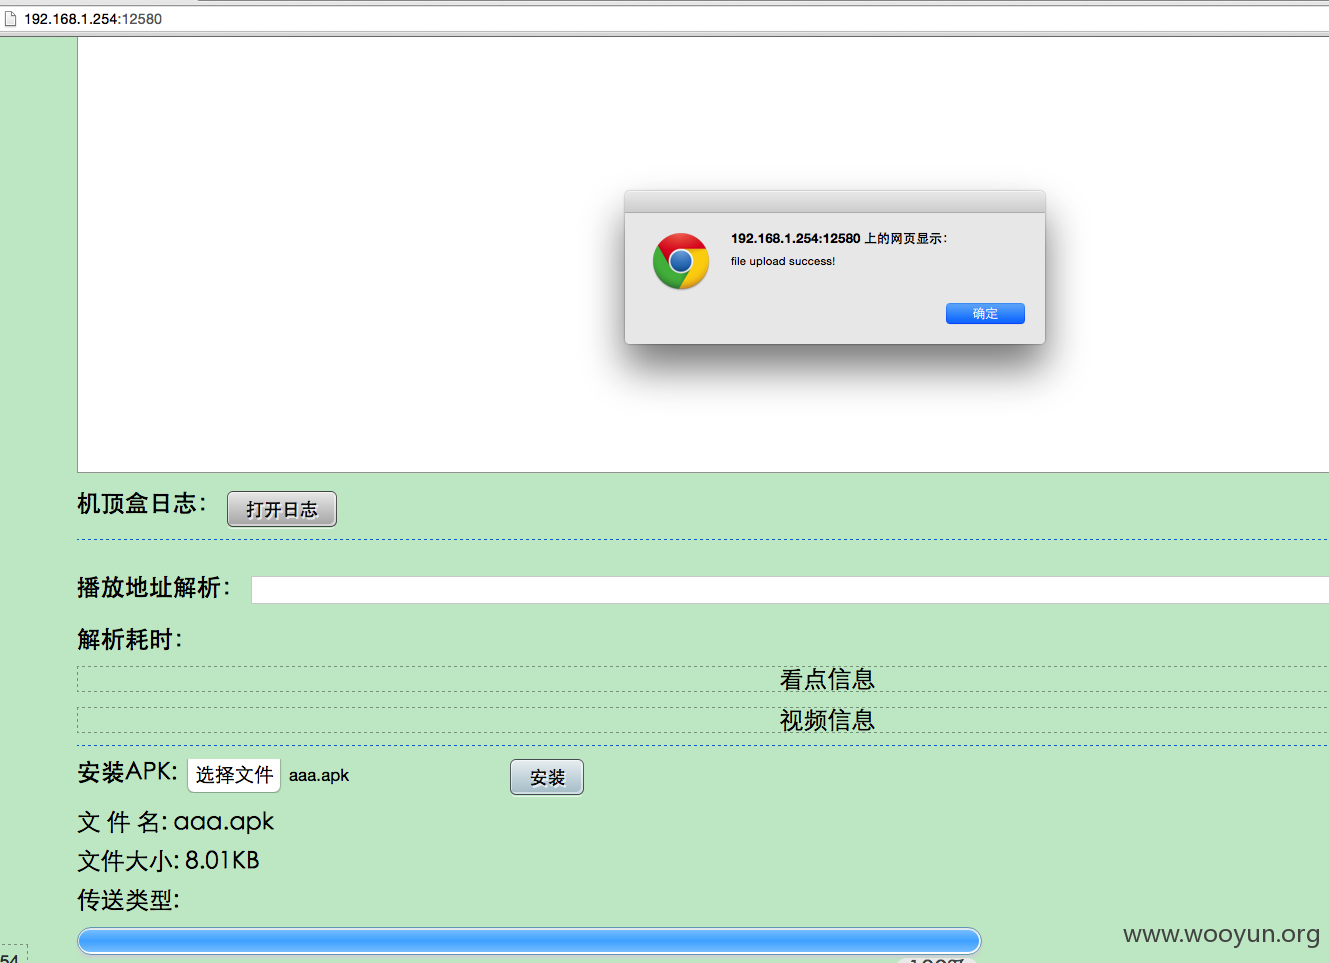 192.168.1.254:12580
192.168.1.254:12580 上的网页显示：
file upload success!
确定
机顶盒日志： 打开日志
播放地址解析：
解析耗时：
看点信息
视频信息
安装APK: 选择文件 aaa.apk 安装
文 件 名: aaa.apk
文件大小: 8.01KB
传送类型:
www.wooyun.org
54